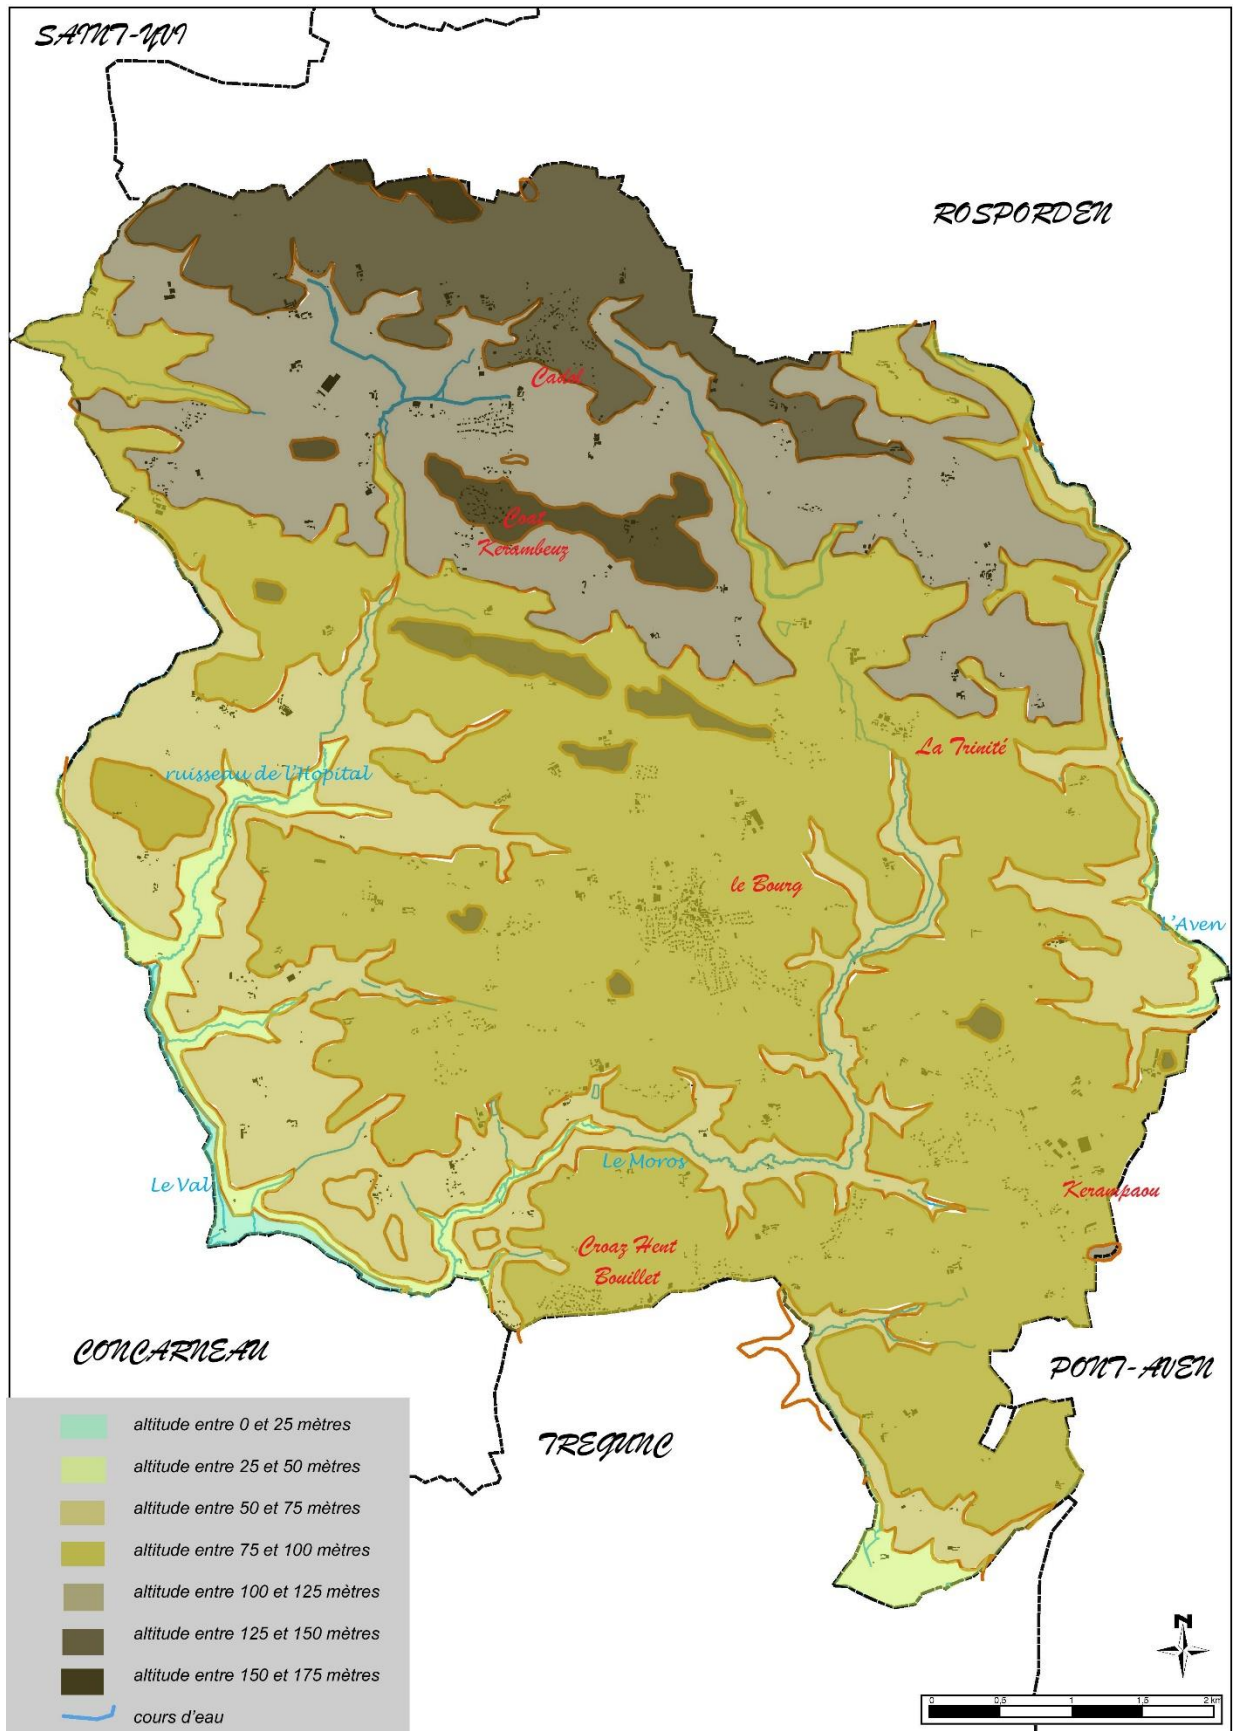 SAINT-YVI
ROSPORDEN
Cadol
Coat
Kerambeuz
La Trinité
ruisseau de l'Hopital
le Bourg
L'Aven
Le Moros
Le Val
Kerampaou
Croaz Hent
Bouillet
CONCARNEAU
PONT-AVEN
TREGUNC
altitude entre 0 et 25 mètres
altitude entre 25 et 50 mètres
altitude entre 50 et 75 mètres
altitude entre 75 et 100 mètres
altitude entre 100 et 125 mètres
altitude entre 125 et 150 mètres
altitude entre 150 et 175 mètres
cours d'eau
N
0 0,5 1 1,5 2 km